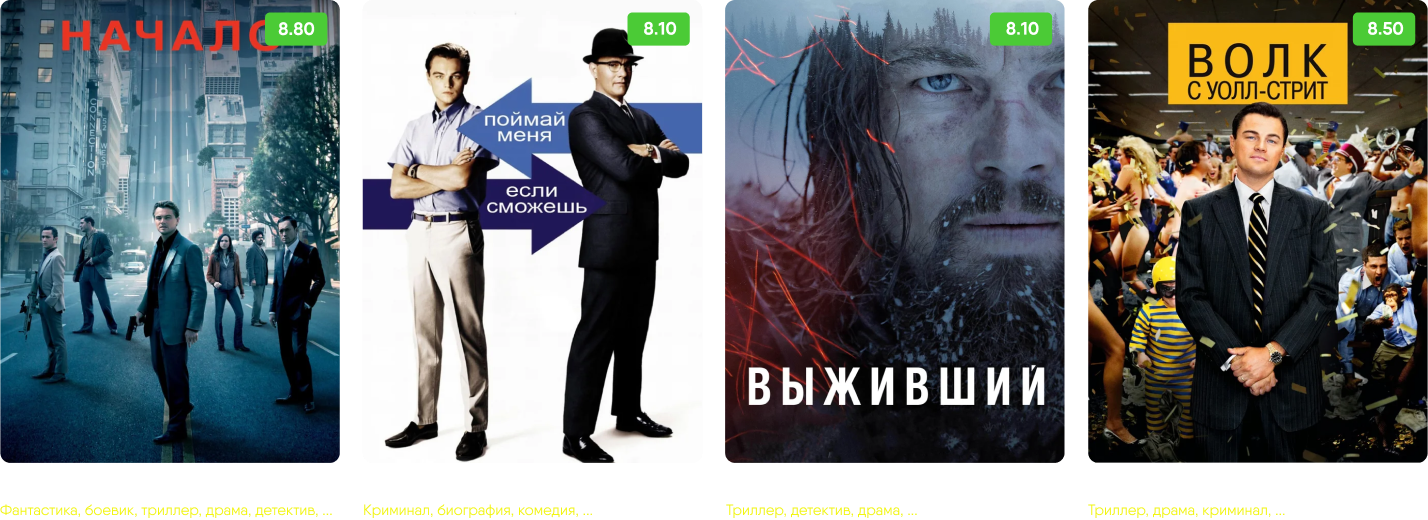 НАЧАЛО
8.80
8.10
поймай
меня
если
сможешь
8.10
ВЫЖИВШИЙ
8.50
ВОЛК
С УОЛЛ-СТРИТ
Фантастика, боевик, триллер, драма, детектив, ...
Криминал, биография, комедия, ...
Триллер, детектив, драма, ...
Триллер, драма, криминал, ...